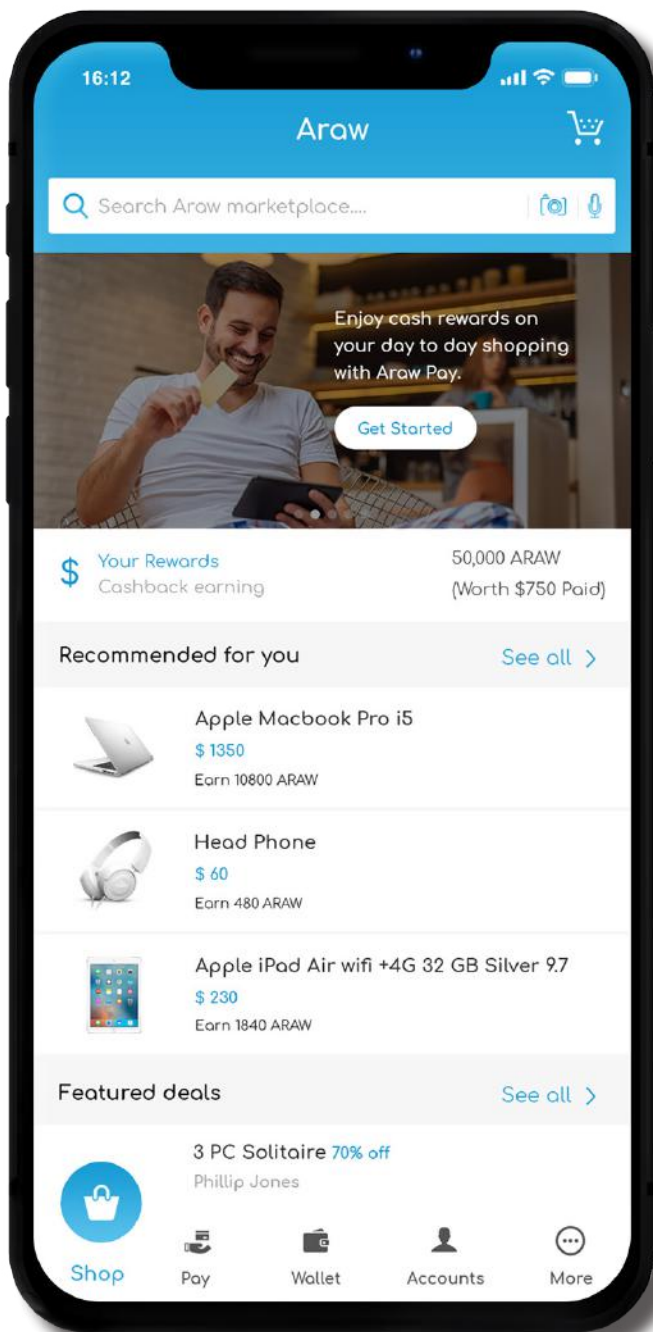 16:12
Araw
Search Araw marketplace....
Enjoy cash rewards on
your day to day shopping
with Araw Pay.
Get Started
$ Your Rewards 50,000 ARAW
Cashback earning (Worth $750 Paid)
Recommended for you See all >
Apple Macbook Pro i5
$ 1350
Earn 10800 ARAW
Head Phone
$ 60
Earn 480 ARAW
Apple iPad Air wifi +4G 32 GB Silver 9.7
$ 230
Earn 1840 ARAW
Featured deals See all >
3 PC Solitaire 70% off
Phillip Jones
Shop Pay Wallet Accounts More